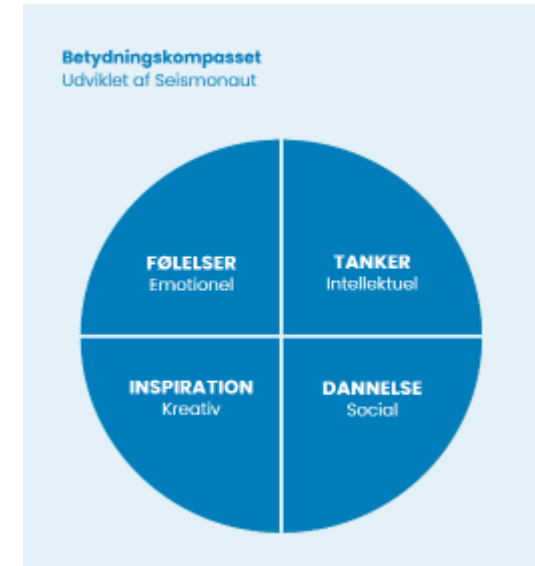 Betydningskompasset
Udviklet af Seismonaut
FØLELSER
Emotionel
TANKER
Intellektuel
INSPIRATION
Kreativ
DANNELSE
Social